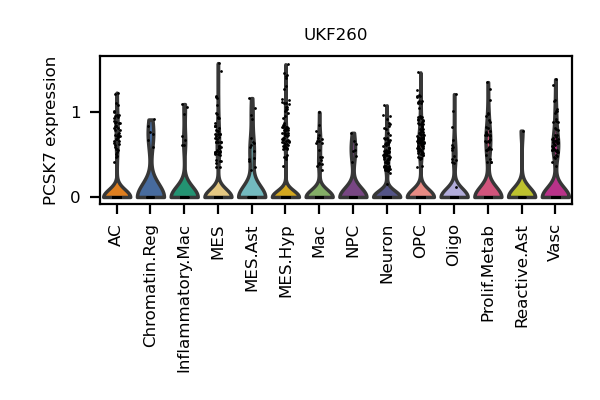 UKF260
PCSK7 expression
1
0
AC
Chromatin.Reg
Inflammatory.Mac
MES
MES.Ast
MES.Hyp
Mac
NPC
Neuron
OPC
Oligo
Prolif.Metab
Reactive.Ast
Vasc